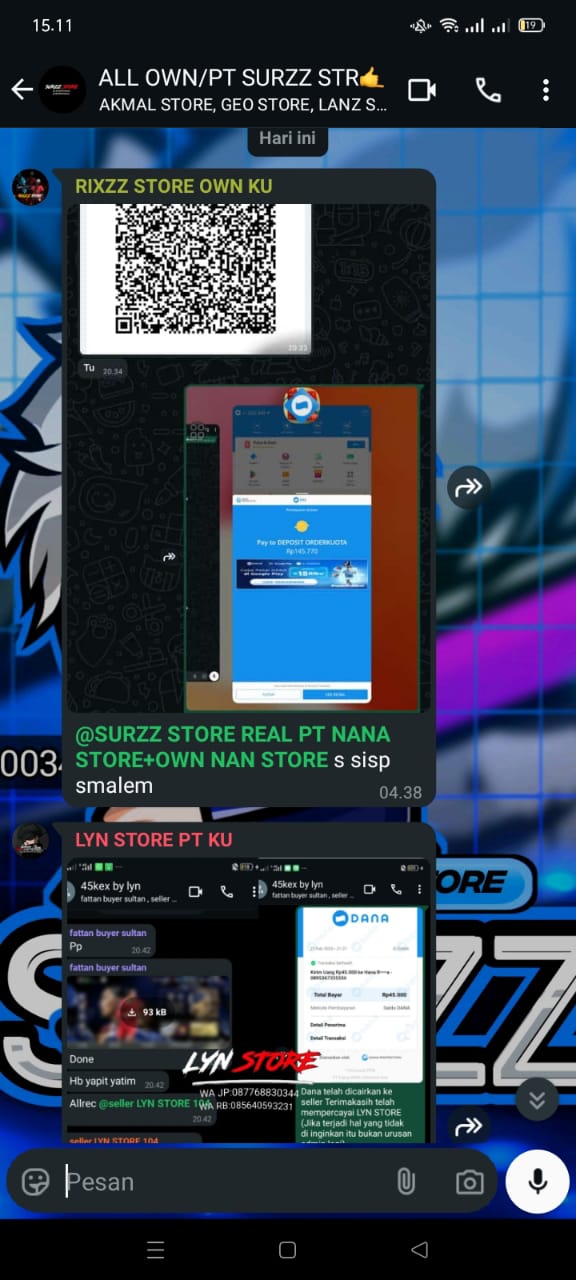 15.11
19
ALL OWN/PT SURZZ STR🤙
AKMAL STORE, GEO STORE, LANZ S...
Hari ini
RIXZZ STORE OWN KU
20.33
Tu 20.34
Pay to DEPOSIT ORDERKUOTA
Rp145.770
@SURZZ STORE REAL PT NANA
STORE+OWN NAN STORE s sisp
smalem
04.38
LYN STORE PT KU
45kex by lyn
fattan buyer sultan , seller ...
fattan buyer sultan
Pp
20.42
fattan buyer sultan
93 kB
Done
Hb yapit yatim 20.42
Allrec @seller LYN STORE 104
20.42
seller LYN STORE 104
45kex by lyn
fattan buyer sultan , seller ...
DANA
Total Bayar Rp45.000
Metode Pembayaran Saldo DANA
Detail Penerima
Detail Transaksi
LYN STORE
WA JP:087768830344
WA RB:085640593231
Dana telah dicairkan ke
seller Terimakasih telah
mempercayai LYN STORE
(Jika terjadi hal yang tidak
di inginkan itu bukan urusan
ORE
Pesan